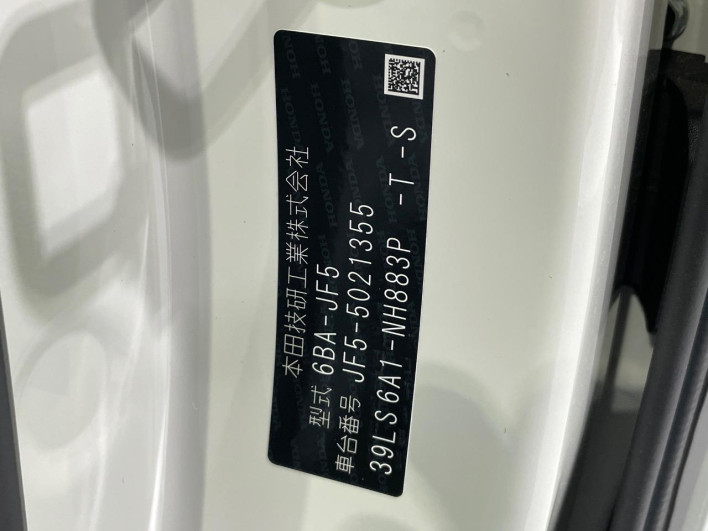 本田技研工業株式会社
型式 6BA-JF5
車台番号 JF5-5021355
39LS6A1-NH883P -T-S